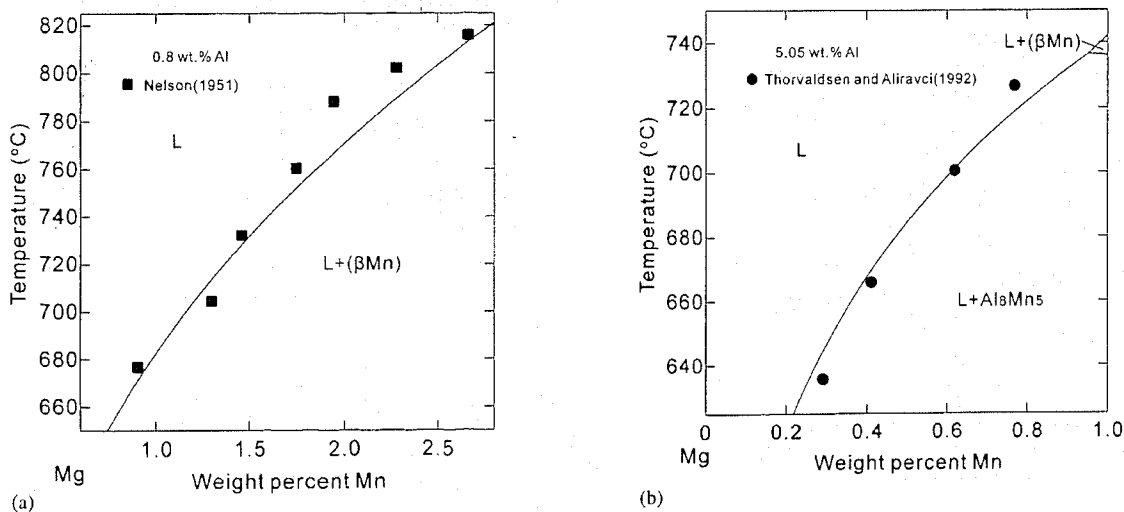 820
0.8 wt.% Al
800
Nelson(1951)
780
L
760
740
720
L+(βMn)
700
680
660
Temperature (°C)
1.0
1.5
2.0
2.5
Mg
Weight percent Mn
(a)
740
L+(βMn)
5.05 wt.% Al
Thorvaldsen and Aliravci(1992)
720
L
700
680
660
L+Al8Mn5
640
Temperature (°C)
0
0.2
0.4
0.6
0.8
1.0
Mg
Weight percent Mn
(b)